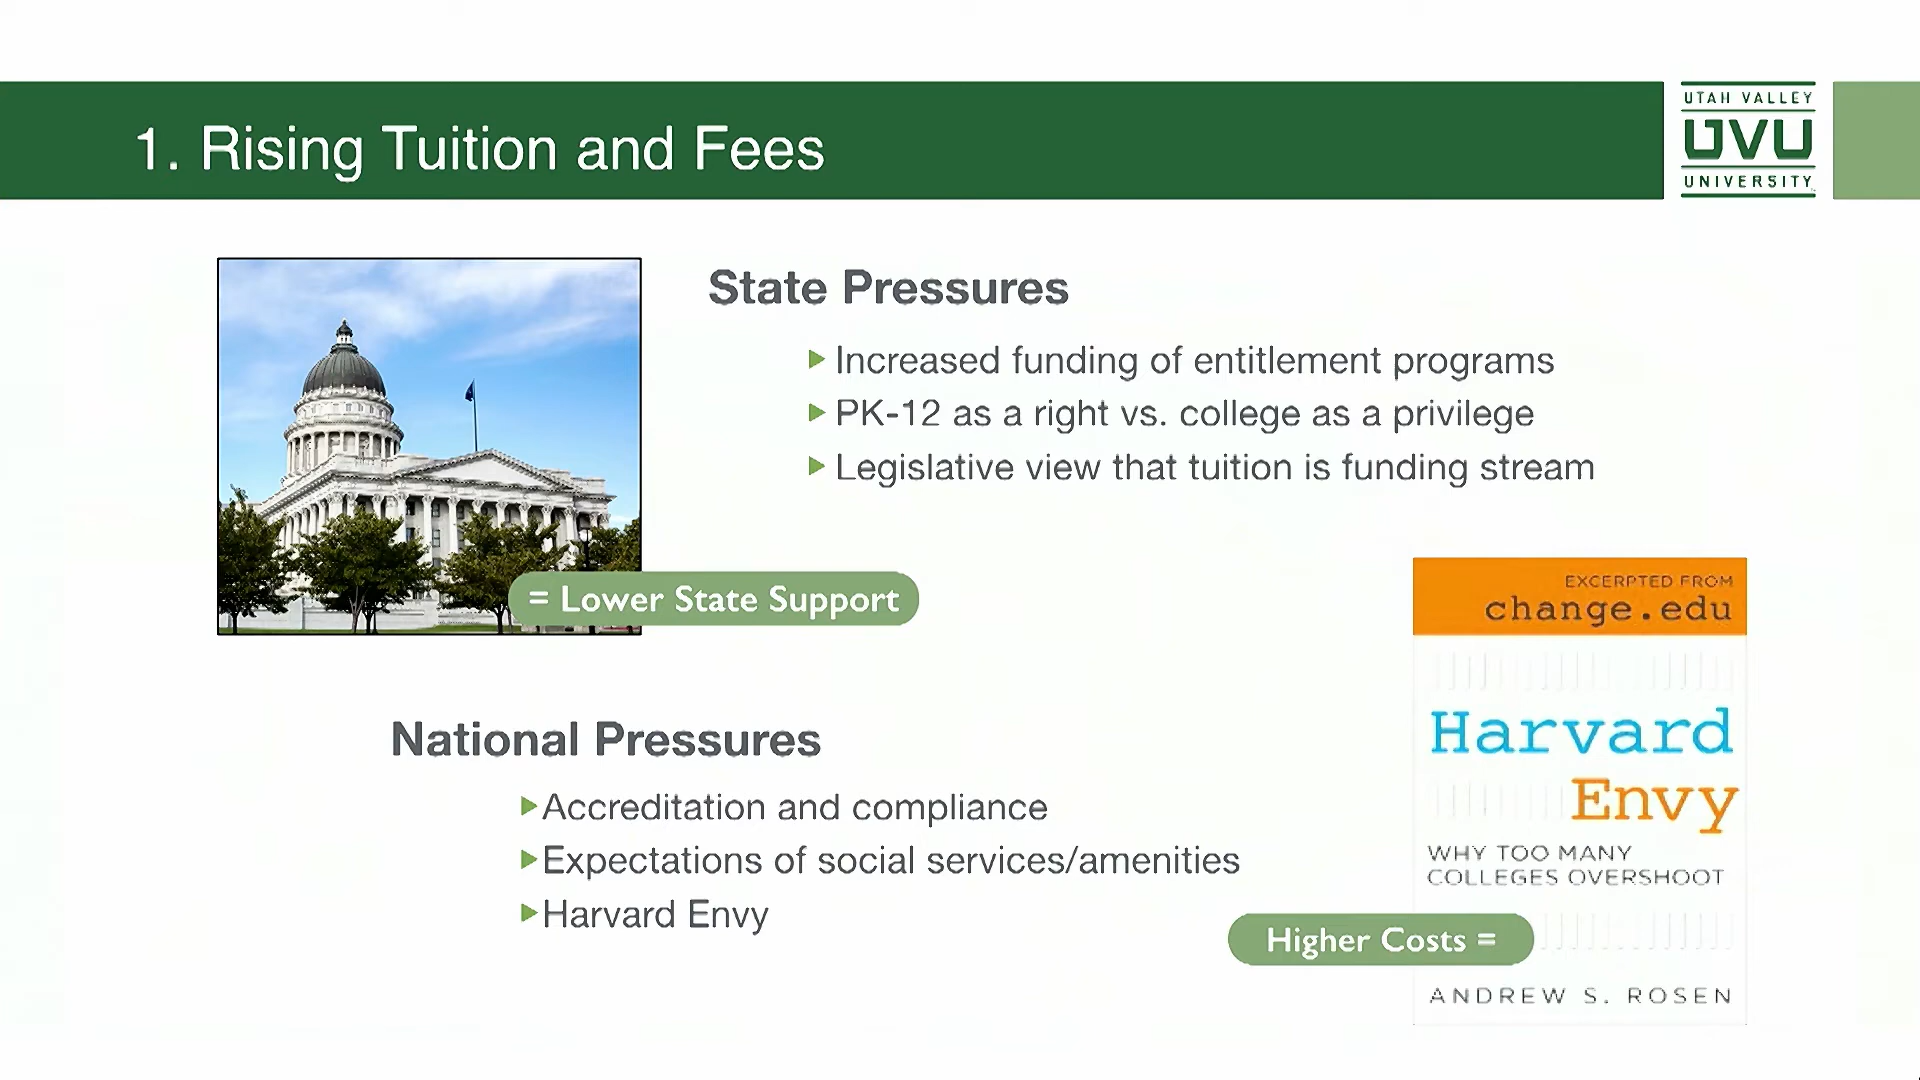 1. Rising Tuition and Fees
UTAH VALLEY
UVU
UNIVERSITY
State Pressures
Increased funding of entitlement programs
PK-12 as a right vs. college as a privilege
Legislative view that tuition is funding stream
= Lower State Support
National Pressures
Accreditation and compliance
Expectations of social services/amenities
Harvard Envy
Higher Costs =
EXCERPTED FROM
change.edu
Harvard
Envy
WHY TOO MANY
COLLEGES OVERSHOOT
ANDREW S. ROSEN